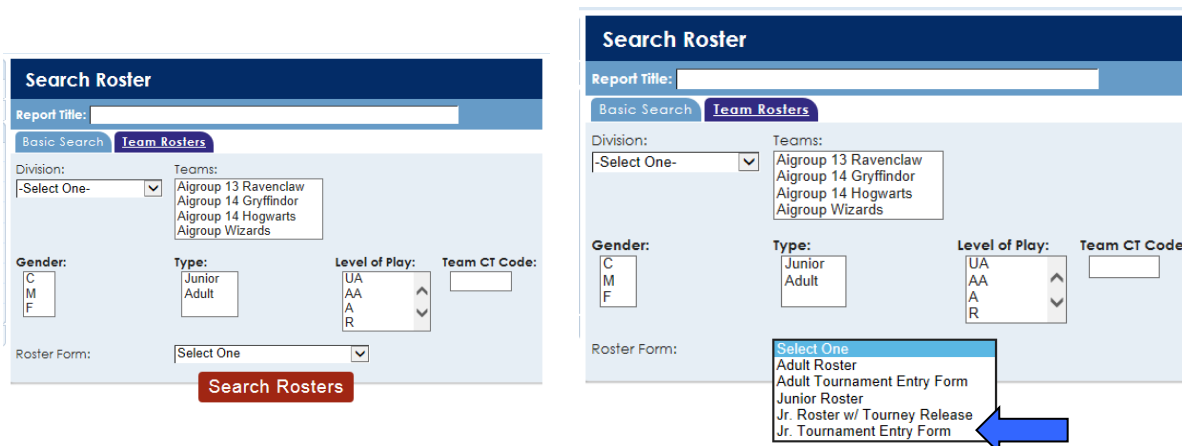 Search Roster
Report Title:
Basic Search Team Rosters
Division: Teams:
-Select One-
Aigroup 13 Ravenclaw
Aigroup 14 Gryffindor
Aigroup 14 Hogwarts
Aigroup Wizards
Gender: Type: Level of Play: Team CT Code:
C Junior UA
M Adult AA
F A
R
Roster Form: Select One
Search Rosters
Search Roster
Report Title:
Basic Search Team Rosters
Division: Teams:
-Select One-
Aigroup 13 Ravenclaw
Aigroup 14 Gryffindor
Aigroup 14 Hogwarts
Aigroup Wizards
Gender: Type: Level of Play: Team CT Code
C Junior UA
M Adult AA
F A
R
Roster Form: Select One
Adult Roster
Adult Tournament Entry Form
Junior Roster
Jr. Roster w/ Tourney Release
Jr. Tournament Entry Form